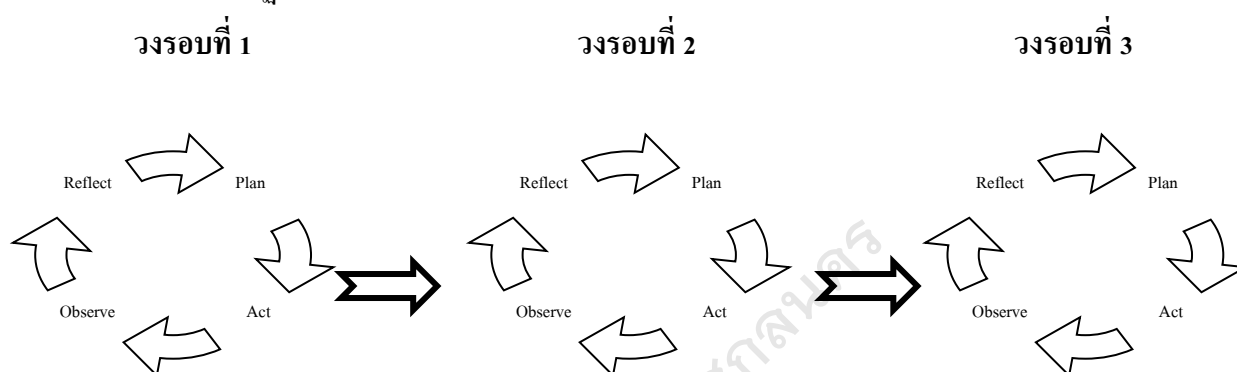 วงรอบที่ 1 วงรอบที่ 2 วงรอบที่ 3
Reflect Plan Reflect Plan Reflect Plan
Observe Act Observe Act Observe Act